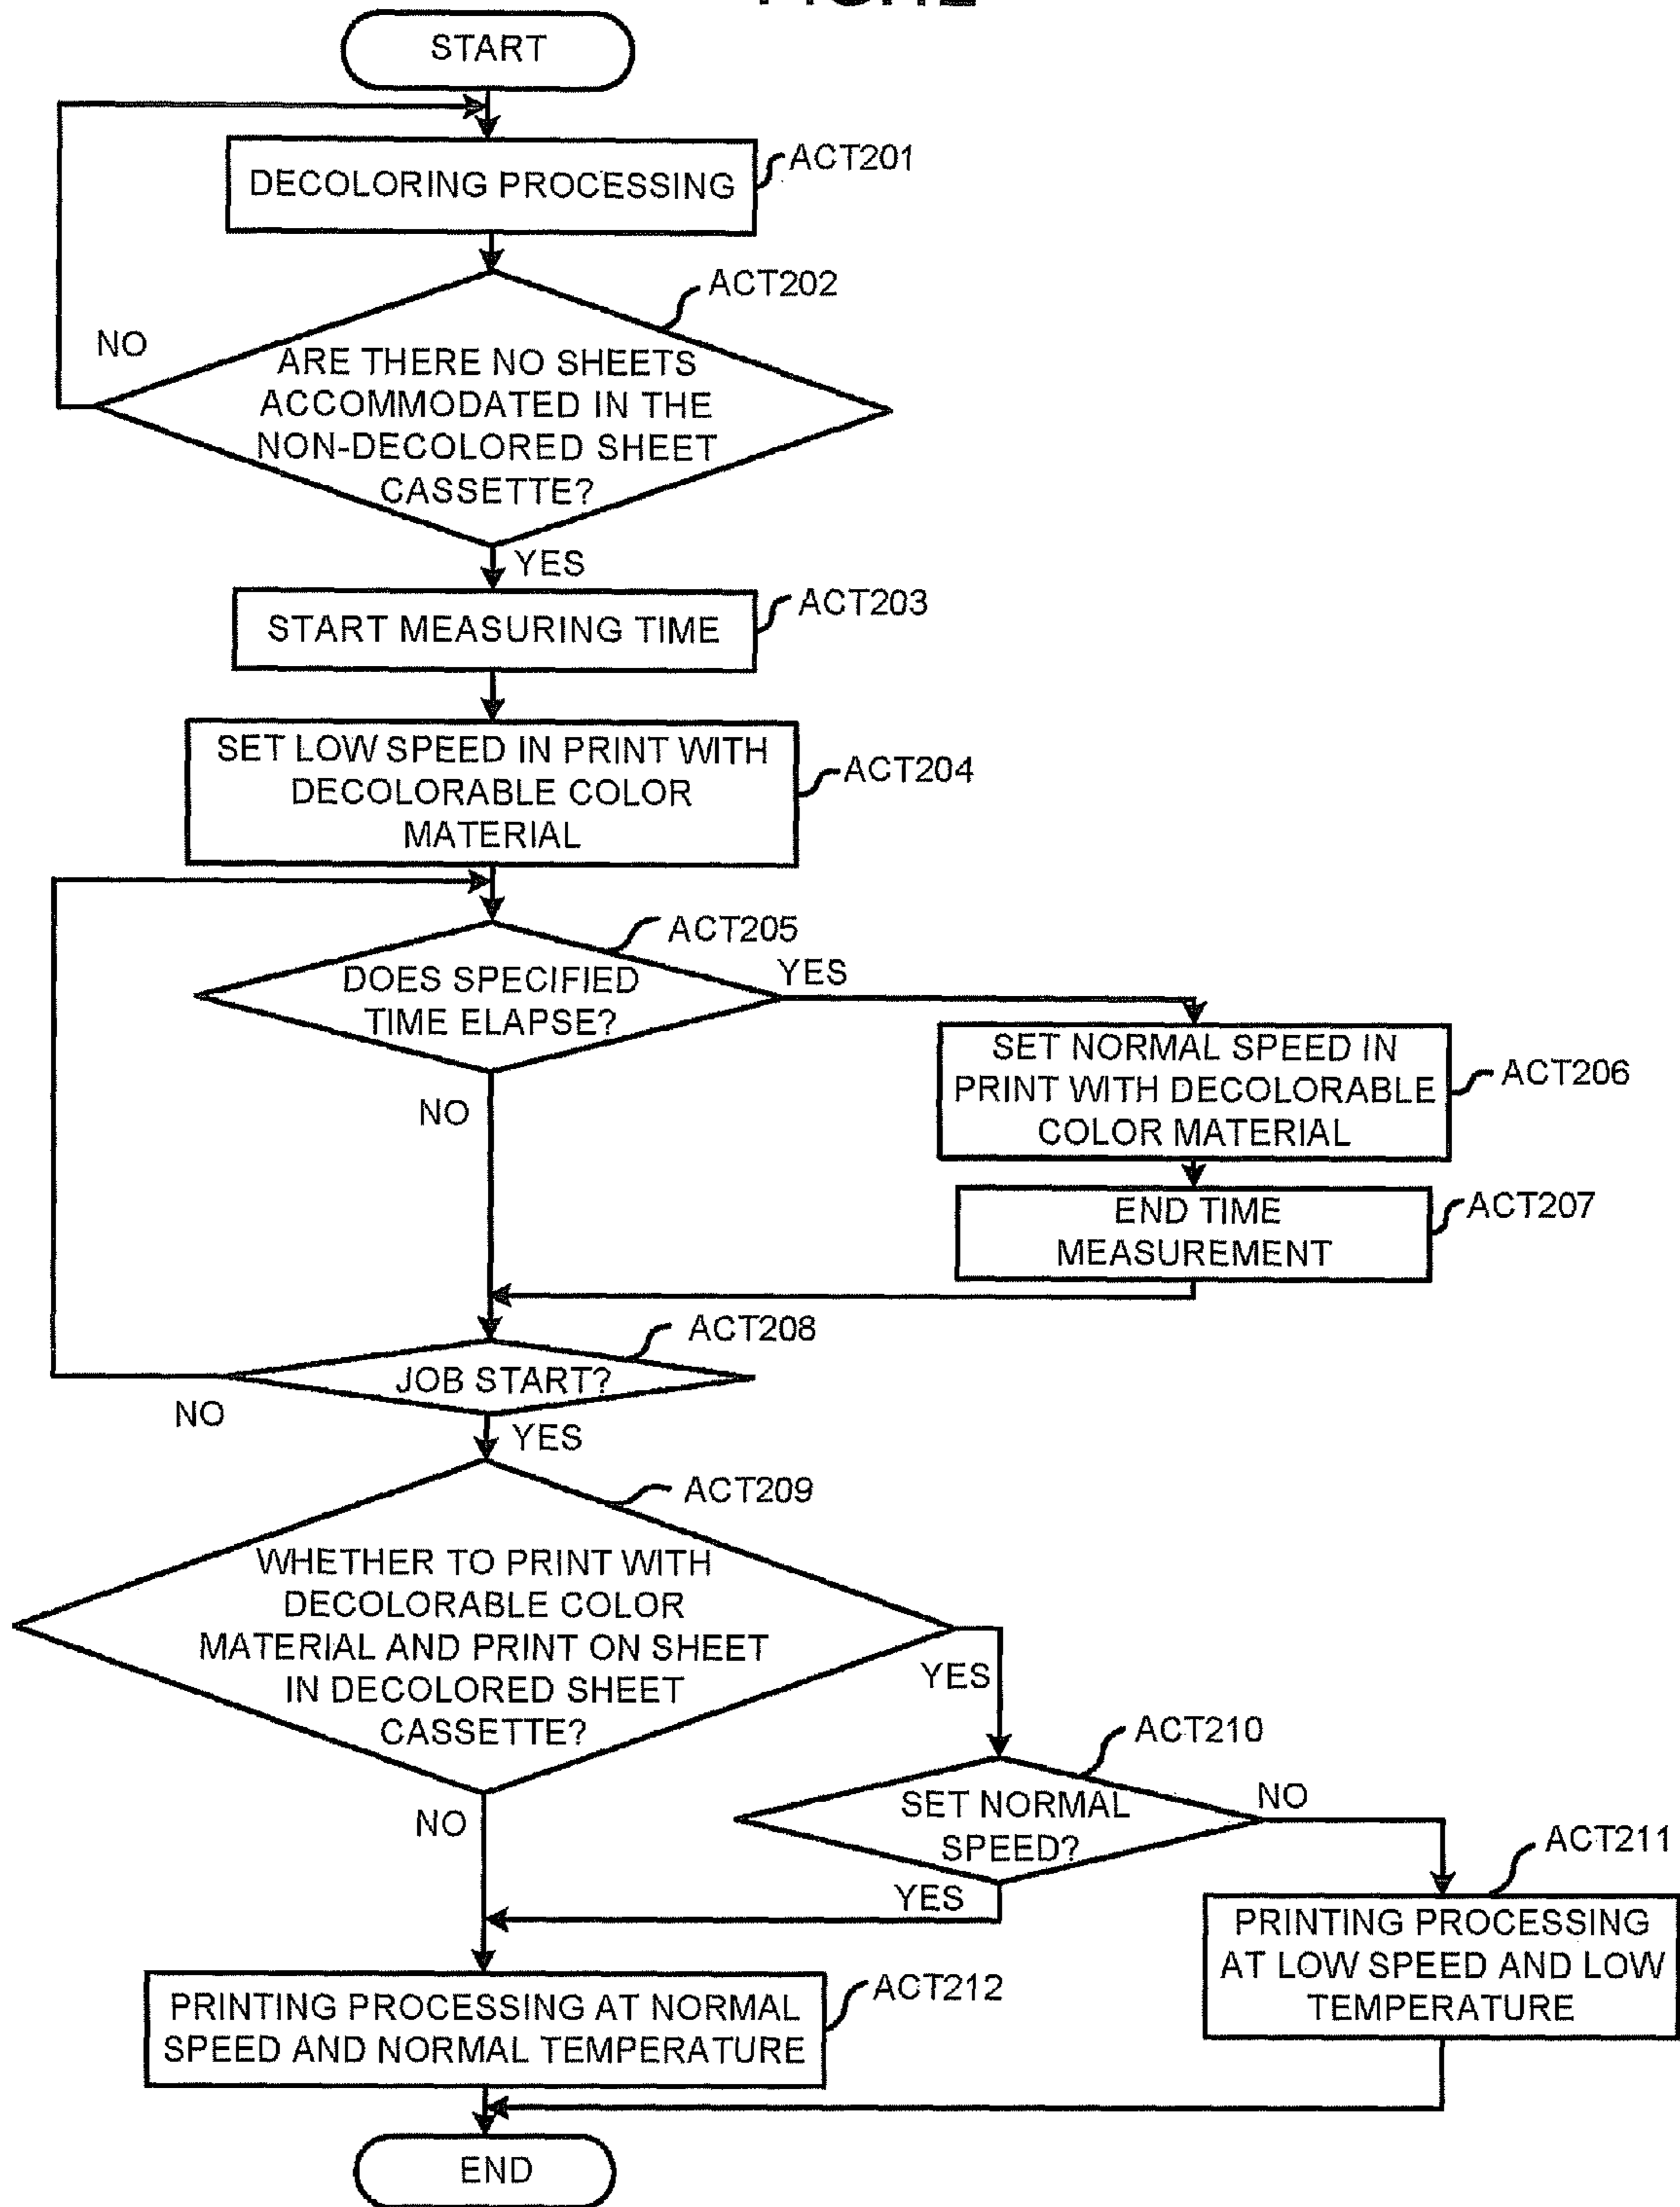 START
DECOLORING PROCESSING
ACT201
ACT202
NO
ARE THERE NO SHEETS
ACCOMMODATED IN THE
NON-DECOLORED SHEET
CASSETTE?
YES
START MEASURING TIME
ACT203
SET LOW SPEED IN PRINT WITH
DECOLORABLE COLOR
MATERIAL
ACT204
ACT205
DOES SPECIFIED
TIME ELAPSE?
YES
NO
SET NORMAL SPEED IN
PRINT WITH DECOLORABLE
COLOR MATERIAL
ACT206
END TIME
MEASUREMENT
ACT207
ACT208
JOB START?
NO
YES
ACT209
WHETHER TO PRINT WITH
DECOLORABLE COLOR
MATERIAL AND PRINT ON SHEET
IN DECOLORED SHEET
CASSETTE?
YES
NO
ACT210
SET NORMAL
SPEED?
NO
YES
ACT211
PRINTING PROCESSING
AT LOW SPEED AND LOW
TEMPERATURE
ACT212
PRINTING PROCESSING AT NORMAL
SPEED AND NORMAL TEMPERATURE
END